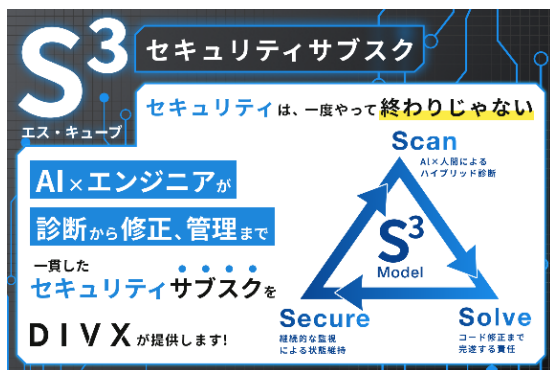 S³ セキュリティサブスク
エス・キューブ
セキュリティは、一度やって終わりじゃない
AI×エンジニアが
診断から修正、管理まで
一貫した
セキュリティサブスクを
DIVXが提供します!
Scan
AI×人間による
ハイブリッド診断
S³
Model
Secure
継続的な監視
による状態維持
Solve
コード修正まで
完遂する責任